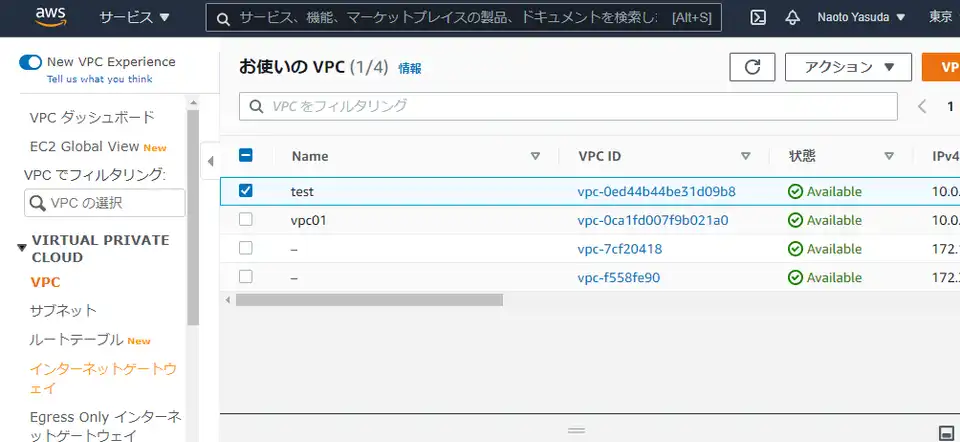 aws サービス ▼ サービス、機能、マーケットプレイスの製品、ドキュメントを検索しま [Alt+S] Naoto Yasuda ▼ 東京
New VPC Experience
Tell us what you think
VPC ダッシュボード
EC2 Global View New
VPC でフィルタリング:
VPC の選択
VIRTUAL PRIVATE
CLOUD
VPC
サブネット
ルートテーブル New
インターネットゲートウ
ェイ
Egress Only インターネ
ットゲートウェイ
お使いの VPC (1/4) 情報
アクション ▼ VP
VPC をフィルタリング 1
Name VPC ID 状態 IPv4
test vpc-0ed44b44be31d09b8 Available 10.0.
vpc01 vpc-0ca1fd007f9b021a0 Available 10.0.
– vpc-7cf20418 Available 172.
– vpc-f558fe90 Available 172.